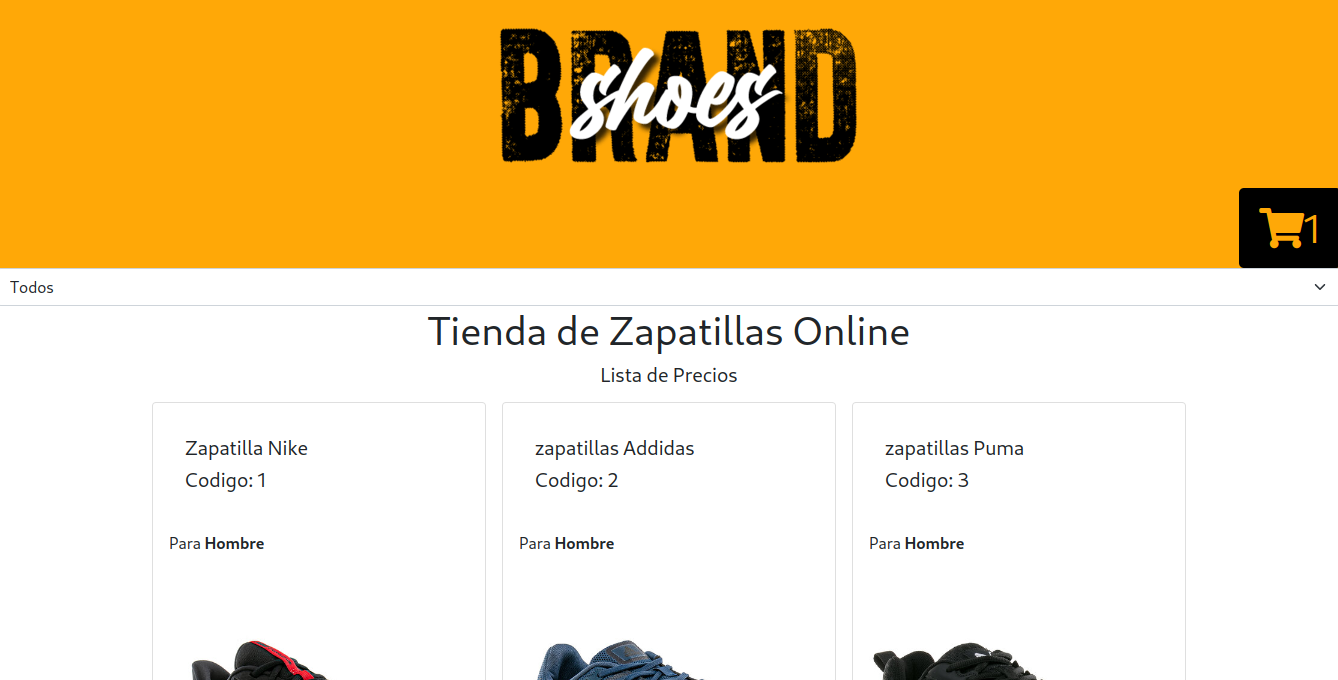 BRAND
shoes
1
Todos
Tienda de Zapatillas Online
Lista de Precios
Zapatilla Nike
Codigo: 1
Para Hombre
zapatillas Addidas
Codigo: 2
Para Hombre
zapatillas Puma
Codigo: 3
Para Hombre